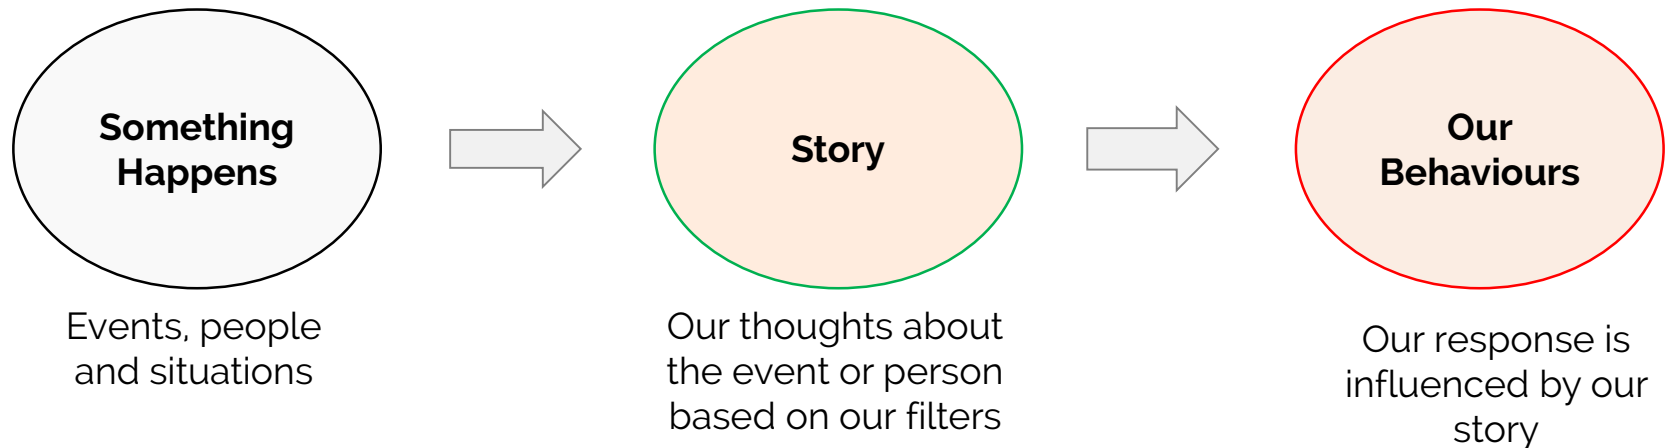 Something
Happens
Events, people
and situations
Story
Our thoughts about
the event or person
based on our filters
Our
Behaviours
Our response is
influenced by our
story